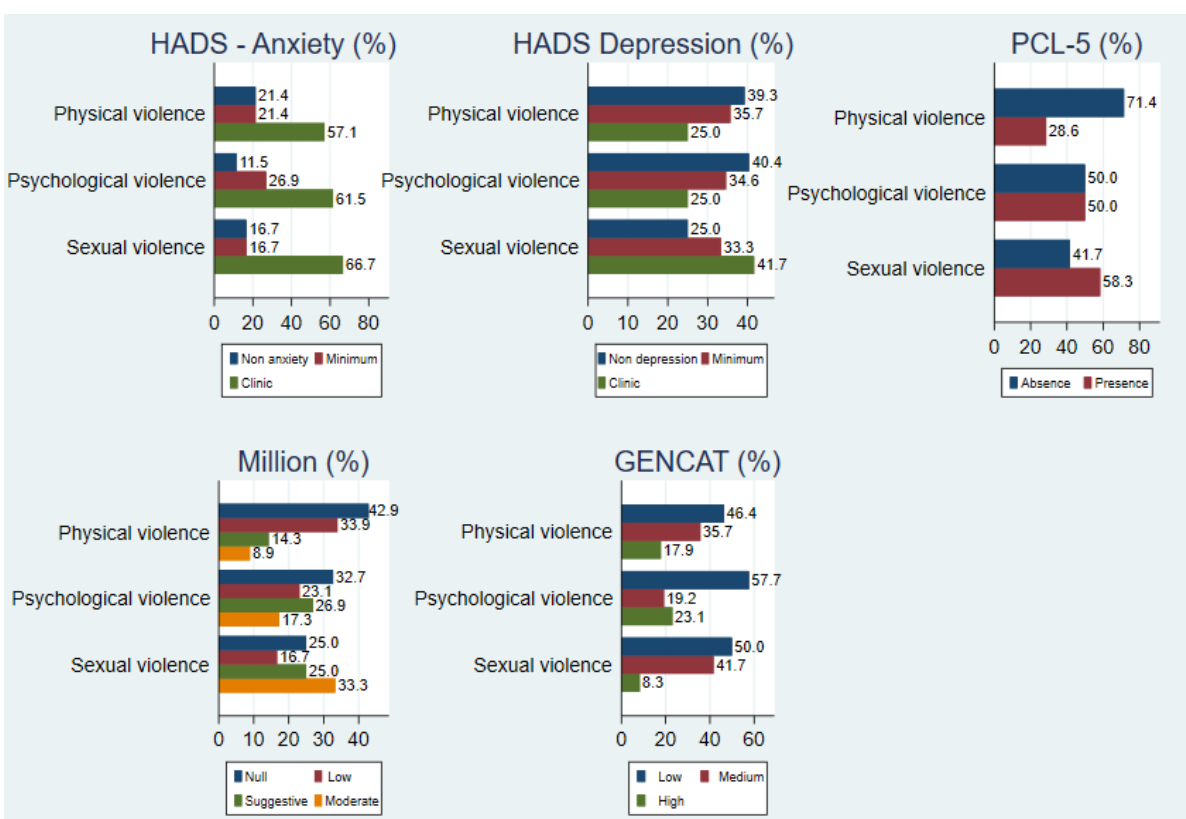 HADS - Anxiety (%)
Physical violence
21.4
21.4
57.1
Psychological violence
11.5
26.9
61.5
Sexual violence
16.7
16.7
66.7
0 20 40 60 80
Non anxiety Minimum
Clinic
HADS Depression (%)
Physical violence
39.3
35.7
25.0
Psychological violence
40.4
34.6
25.0
Sexual violence
25.0
33.3
41.7
0 10 20 30 40
Non depression Minimum
Clinic
PCL-5 (%)
Physical violence
71.4
28.6
Psychological violence
50.0
50.0
Sexual violence
41.7
58.3
0 20 40 60 80
Absence Presence
Million (%)
Physical violence
42.9
33.9
14.3
8.9
Psychological violence
32.7
23.1
26.9
17.3
Sexual violence
25.0
16.7
25.0
33.3
0 10 20 30 40
Null Low
Suggestive Moderate
GENCAT (%)
Physical violence
46.4
35.7
17.9
Psychological violence
57.7
19.2
23.1
Sexual violence
50.0
41.7
8.3
0 20 40 60
Low Medium
High